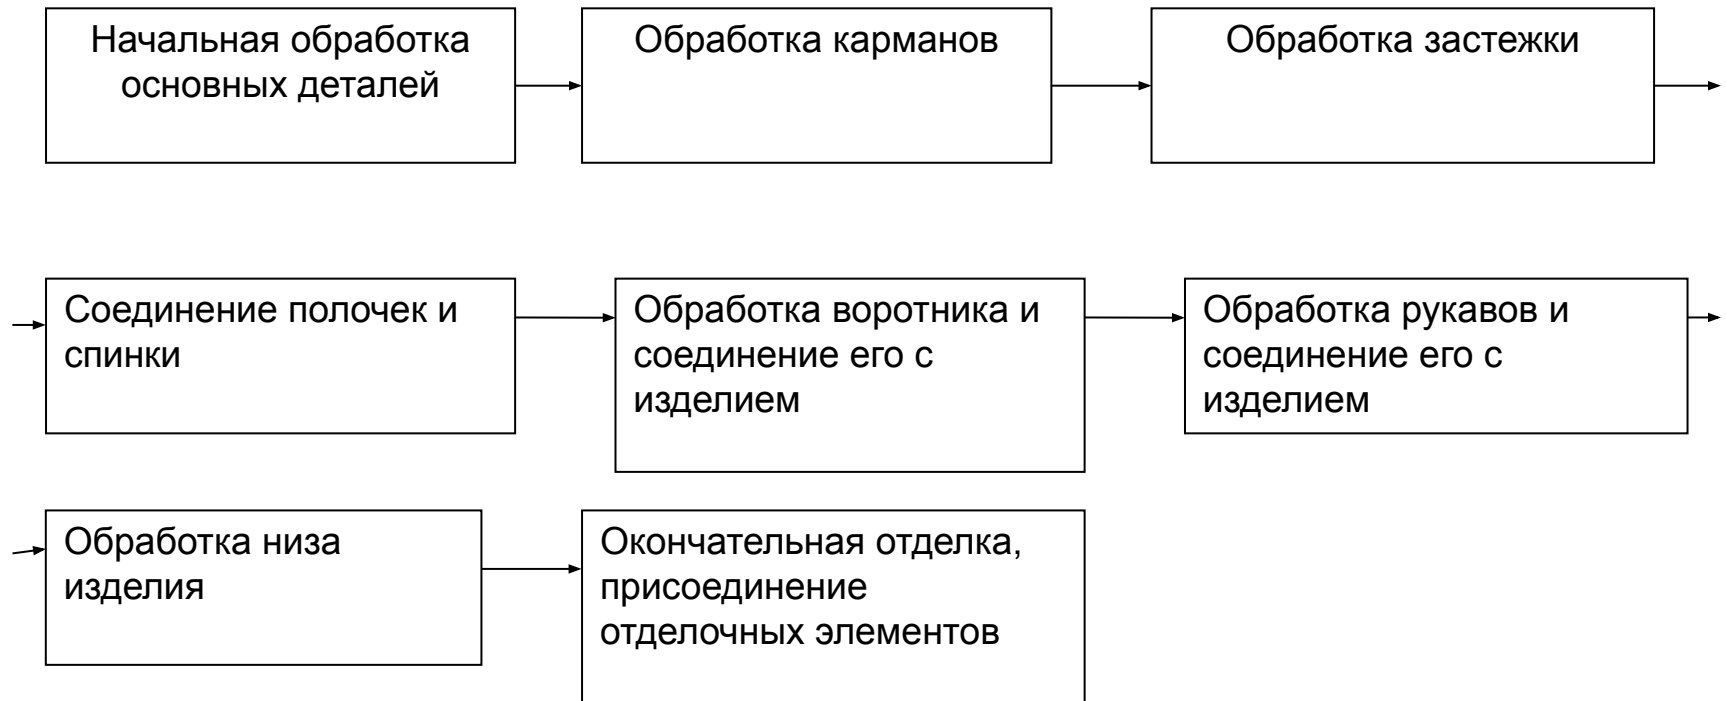 Начальная обработка
основных деталей
Обработка карманов
Обработка застежки
Соединение полочек и
спинки
Обработка воротника и
соединение его с
изделием
Обработка рукавов и
соединение его с
изделием
Обработка низа
изделия
Окончательная отделка,
присоединение
отделочных элементов